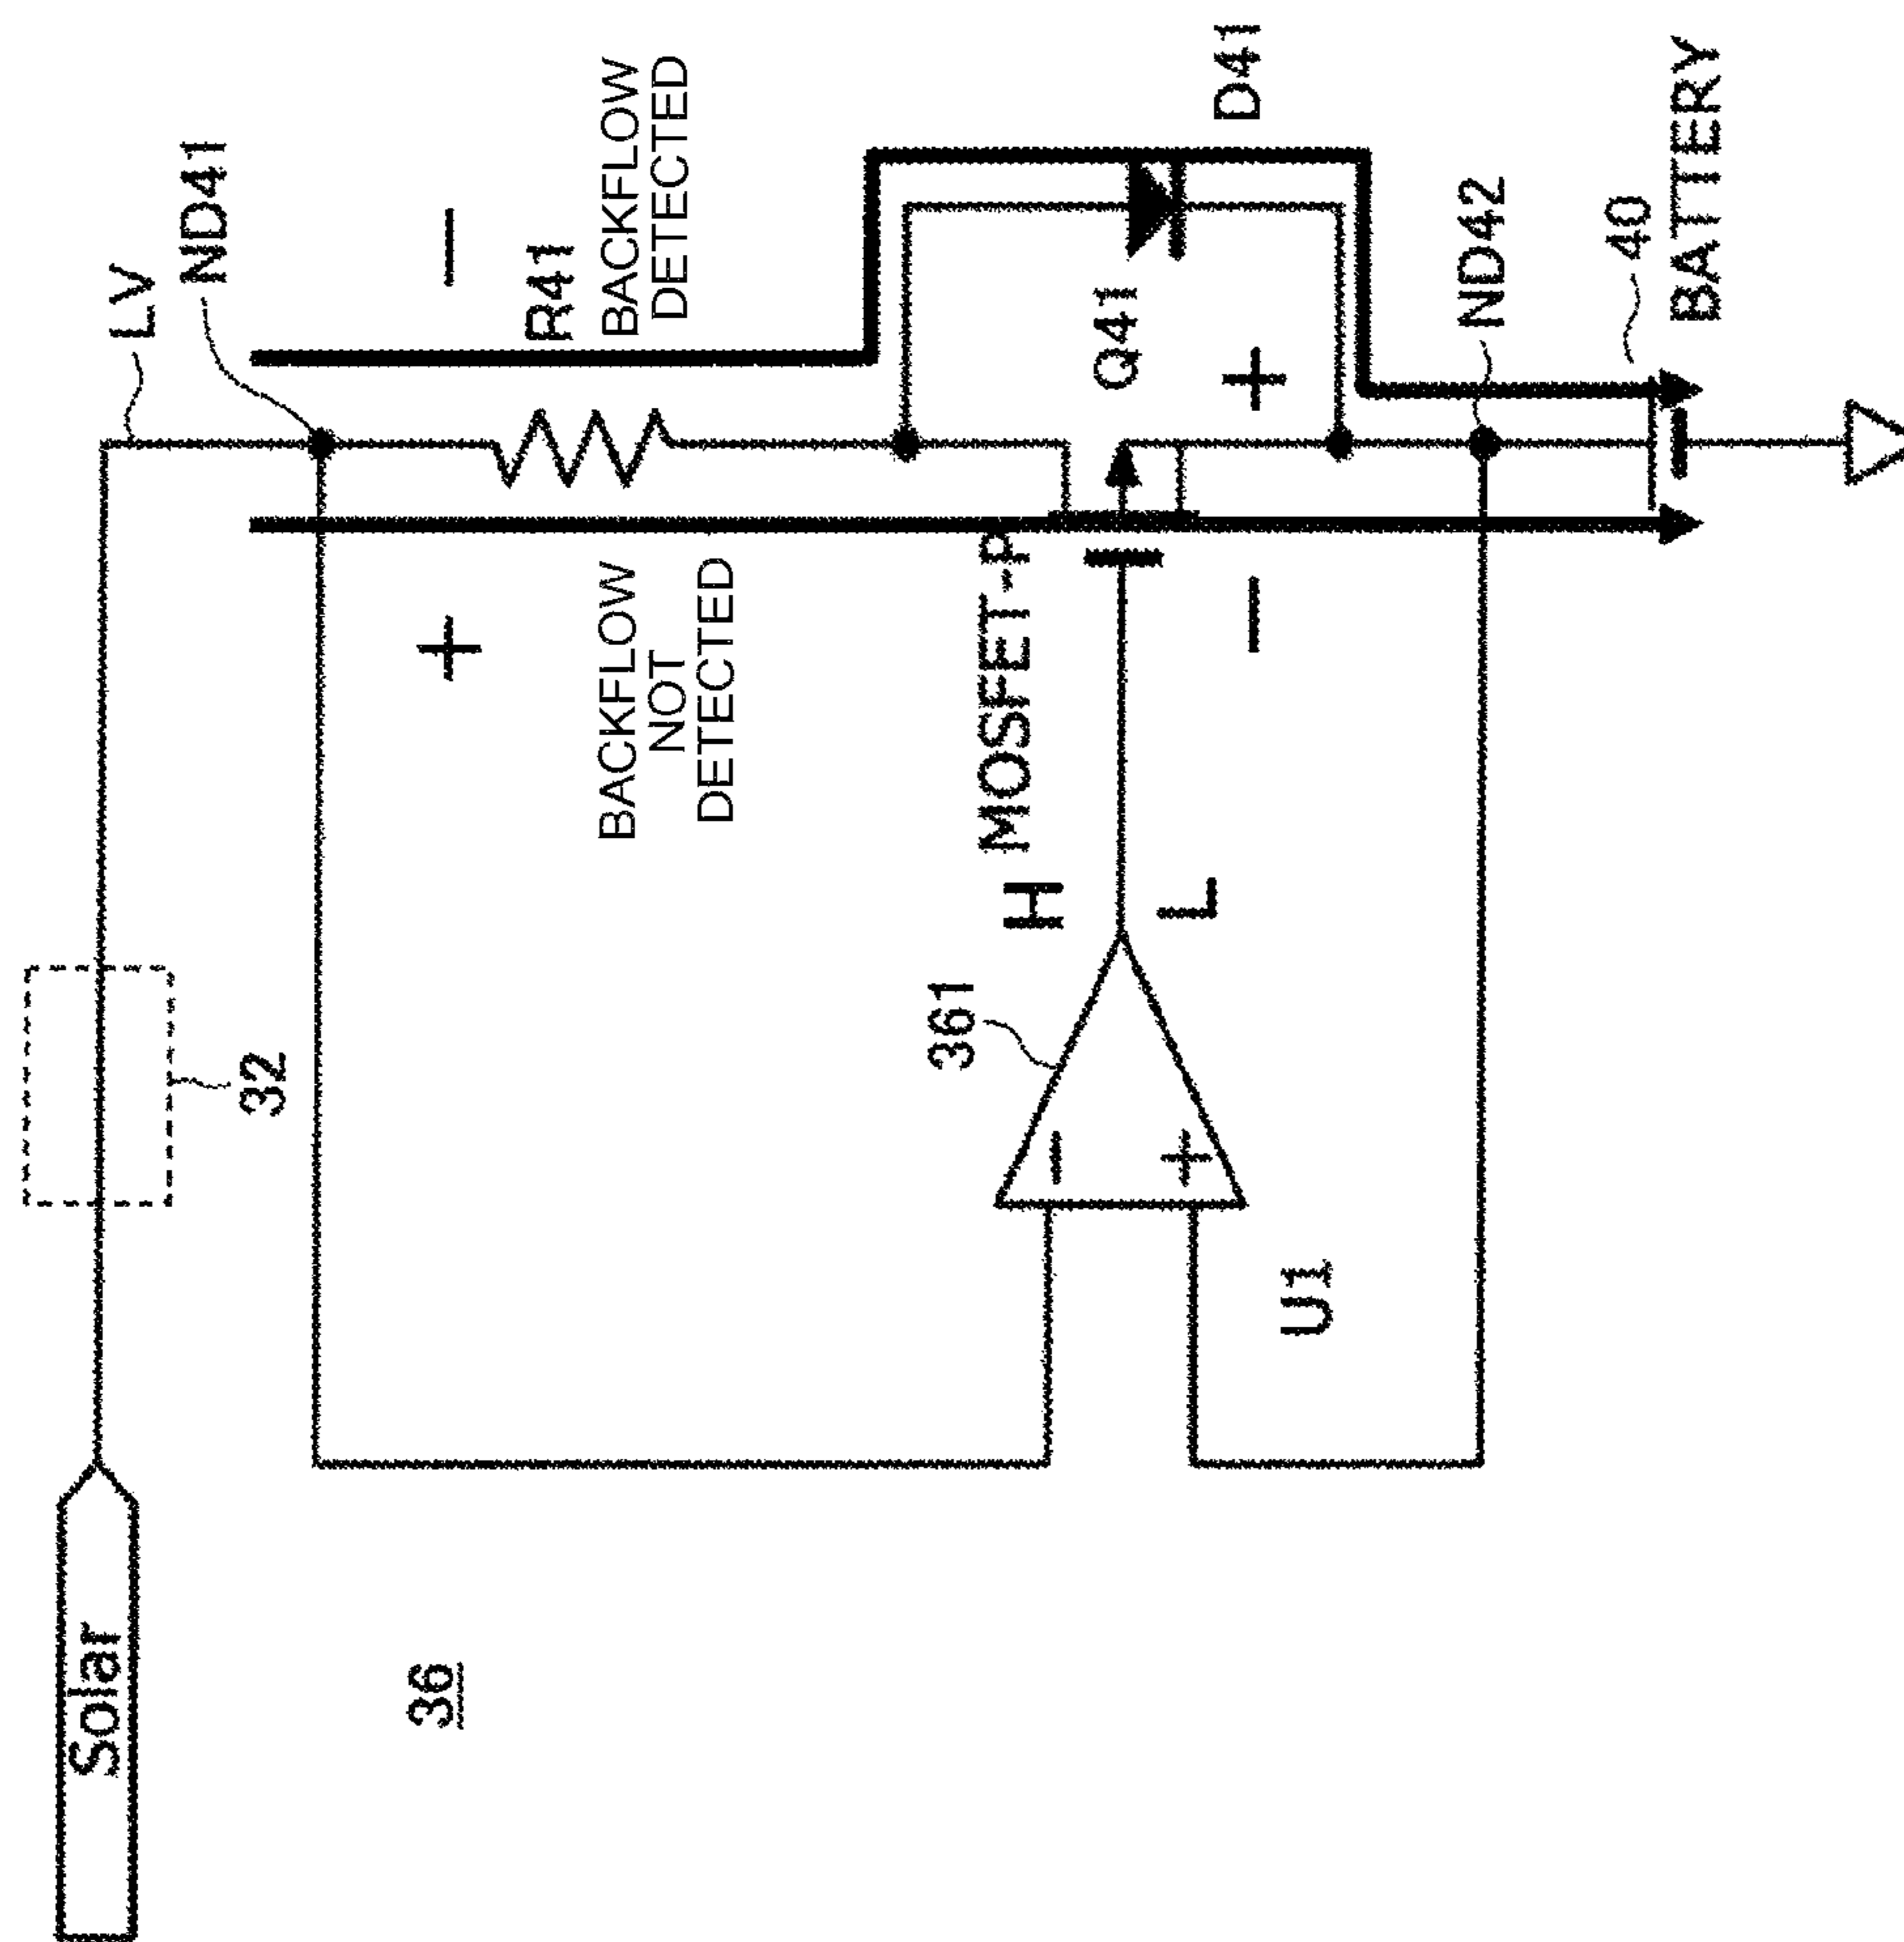 Solar
32
LV
ND41
36
+
−
R41
BACKFLOW
NOT
DETECTED
BACKFLOW
DETECTED
361
H
MOSFET-P
−
+
L
Q41
−
+
D41
U1
ND42
40
BATTERY